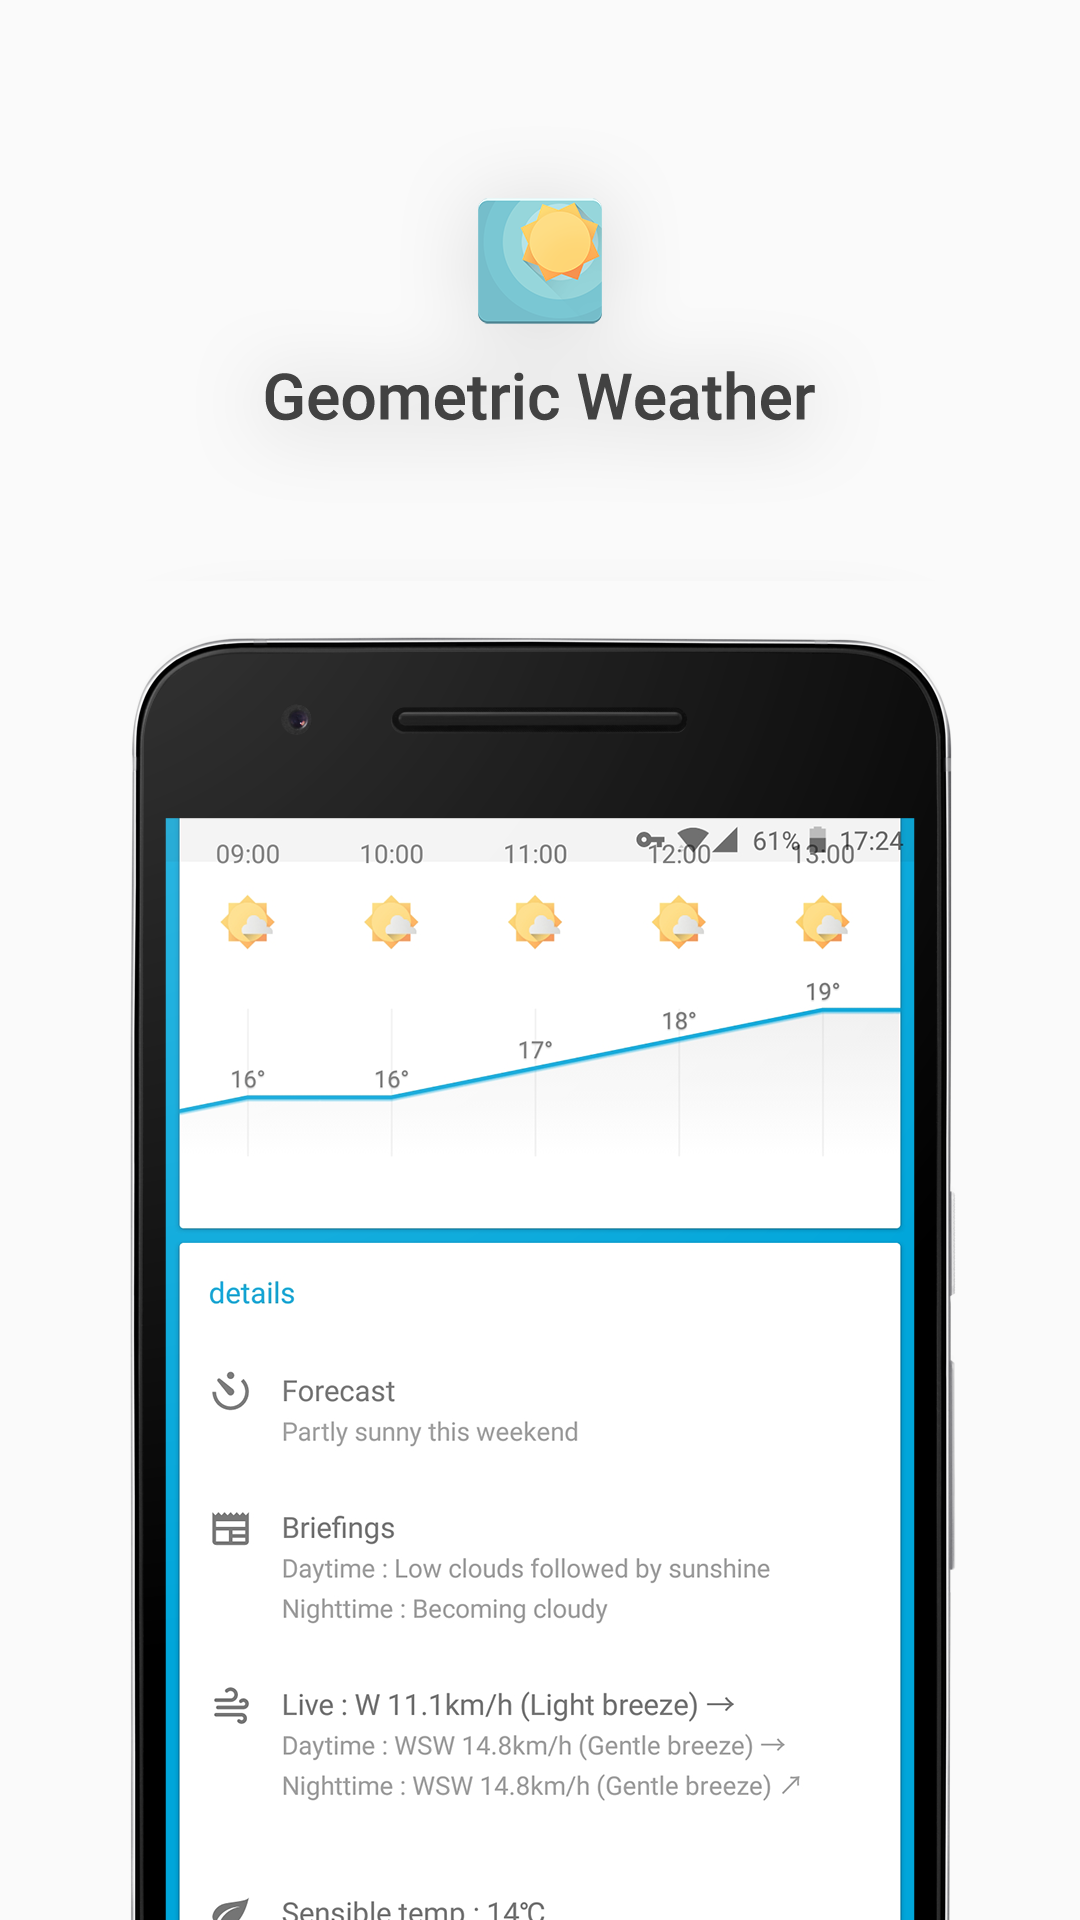 Geometric Weather
61% 17:24
09:00 10:00 11:00 12:00 13:00
19°
18°
17°
16° 16°
details
Forecast
Partly sunny this weekend
Briefings
Daytime : Low clouds followed by sunshine
Nighttime : Becoming cloudy
Live : W 11.1km/h (Light breeze) →
Daytime : WSW 14.8km/h (Gentle breeze) →
Nighttime : WSW 14.8km/h (Gentle breeze) ↗
Sensible temp : 14℃